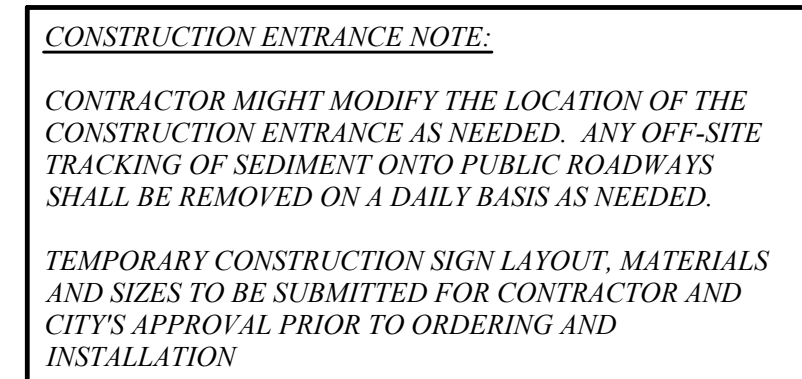 CONSTRUCTION ENTRANCE NOTE:
CONTRACTOR MIGHT MODIFY THE LOCATION OF THE
CONSTRUCTION ENTRANCE AS NEEDED.  ANY OFF-SITE
TRACKING OF SEDIMENT ONTO PUBLIC ROADWAYS
SHALL BE REMOVED ON A DAILY BASIS AS NEEDED.
TEMPORARY CONSTRUCTION SIGN LAYOUT, MATERIALS
AND SIZES TO BE SUBMITTED FOR CONTRACTOR AND
CITY'S APPROVAL PRIOR TO ORDERING AND
INSTALLATION